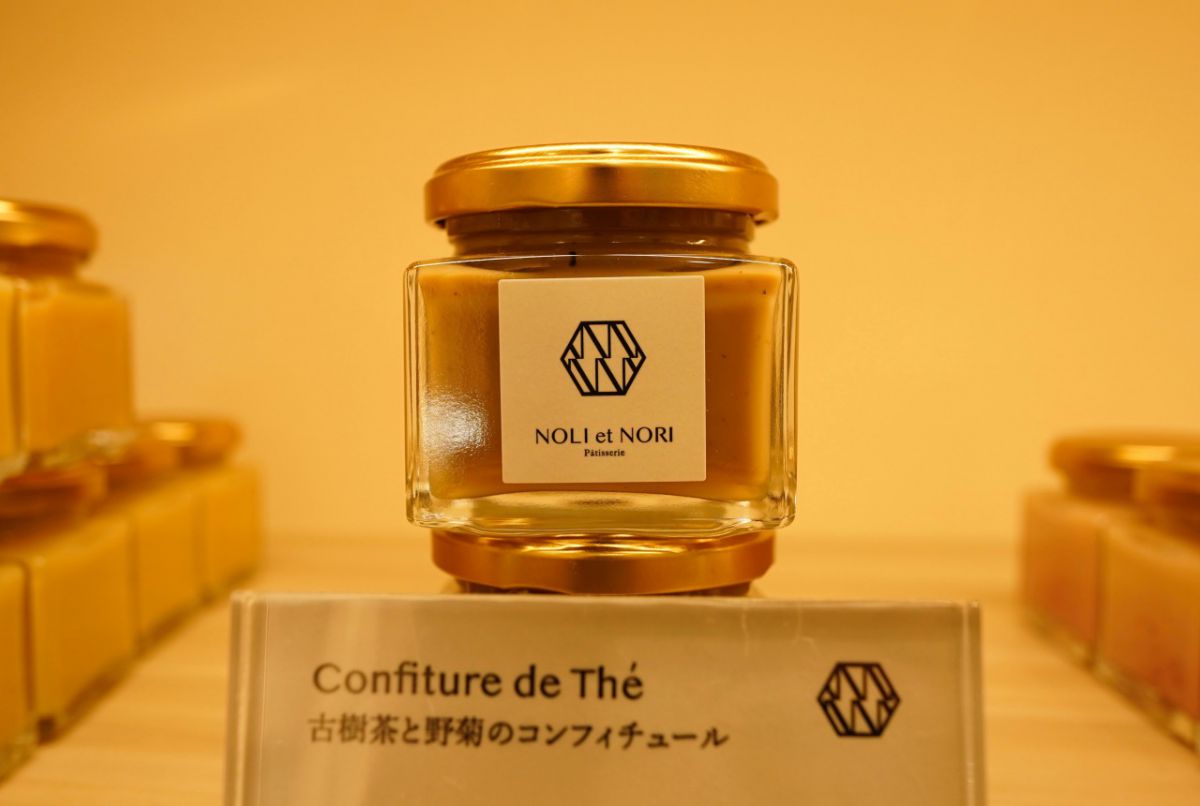 NOLI et NORI
Pâtisserie
Confiture de Thé
古樹茶と野菊のコンフィチュール